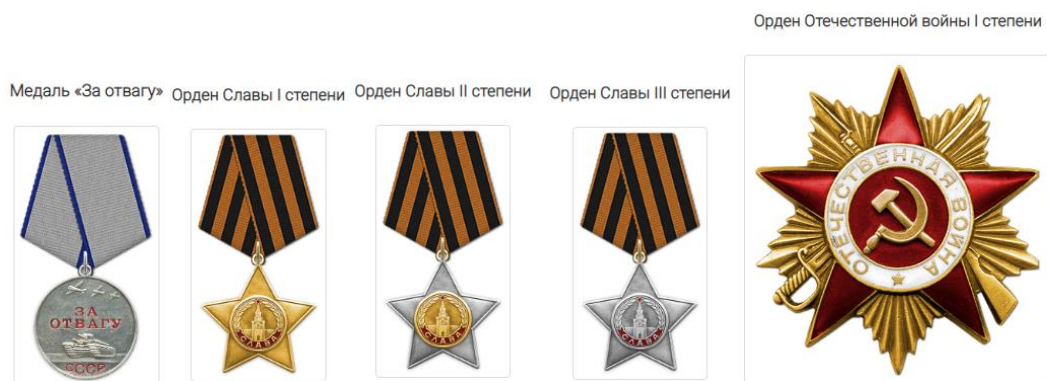 Орден Отечественной войны I степени
Медаль «За отвагу»
Орден Славы I степени
Орден Славы II степени
Орден Славы III степени
ЗА
ОТВАГУ
СССР
СЛАВА
СЛАВА
СЛАВА
ОТЕЧЕСТВЕННАЯ ВОЙНА